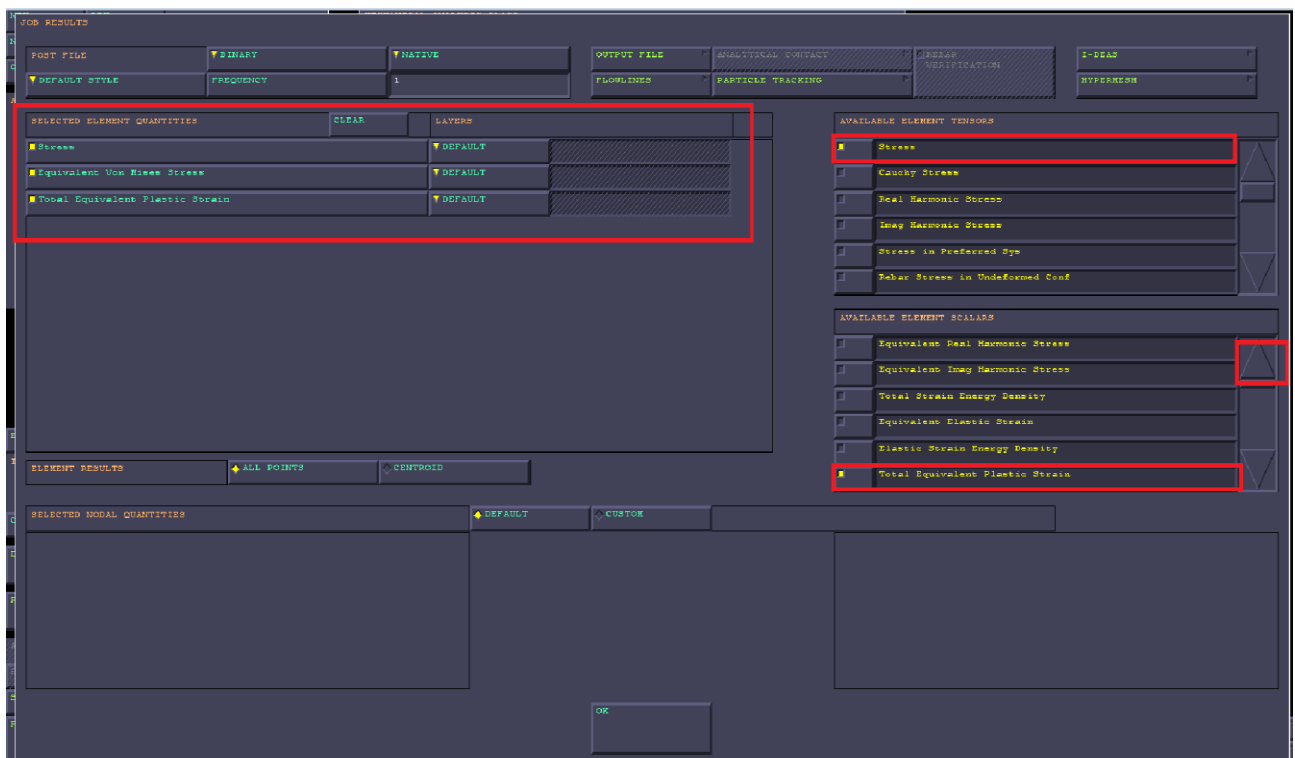 JOB RESULTS
POST FILE BINARY NATIVE OUTPUT FILE ANALYTICAL CONTACT REBAR VERIFICATION I-DEAS
DEFAULT STYLE FREQUENCY 1 FLOWLINES PARTICLE TRACKING HYPERMESH
SELECTED ELEMENT QUANTITIES CLEAR LAYERS
Stress DEFAULT
Equivalent Von Mises Stress DEFAULT
Total Equivalent Plastic Strain DEFAULT
AVAILABLE ELEMENT TENSORS
Stress
Cauchy Stress
Real Harmonic Stress
Imag Harmonic Stress
Stress in Preferred Sys
Rebar Stress in Undeformed Conf
AVAILABLE ELEMENT SCALARS
Equivalent Real Harmonic Stress
Equivalent Imag Harmonic Stress
Total Strain Energy Density
Equivalent Elastic Strain
Elastic Strain Energy Density
Total Equivalent Plastic Strain
ELEMENT RESULTS ALL POINTS CENTROID
SELECTED NODAL QUANTITIES DEFAULT CUSTOM
OK